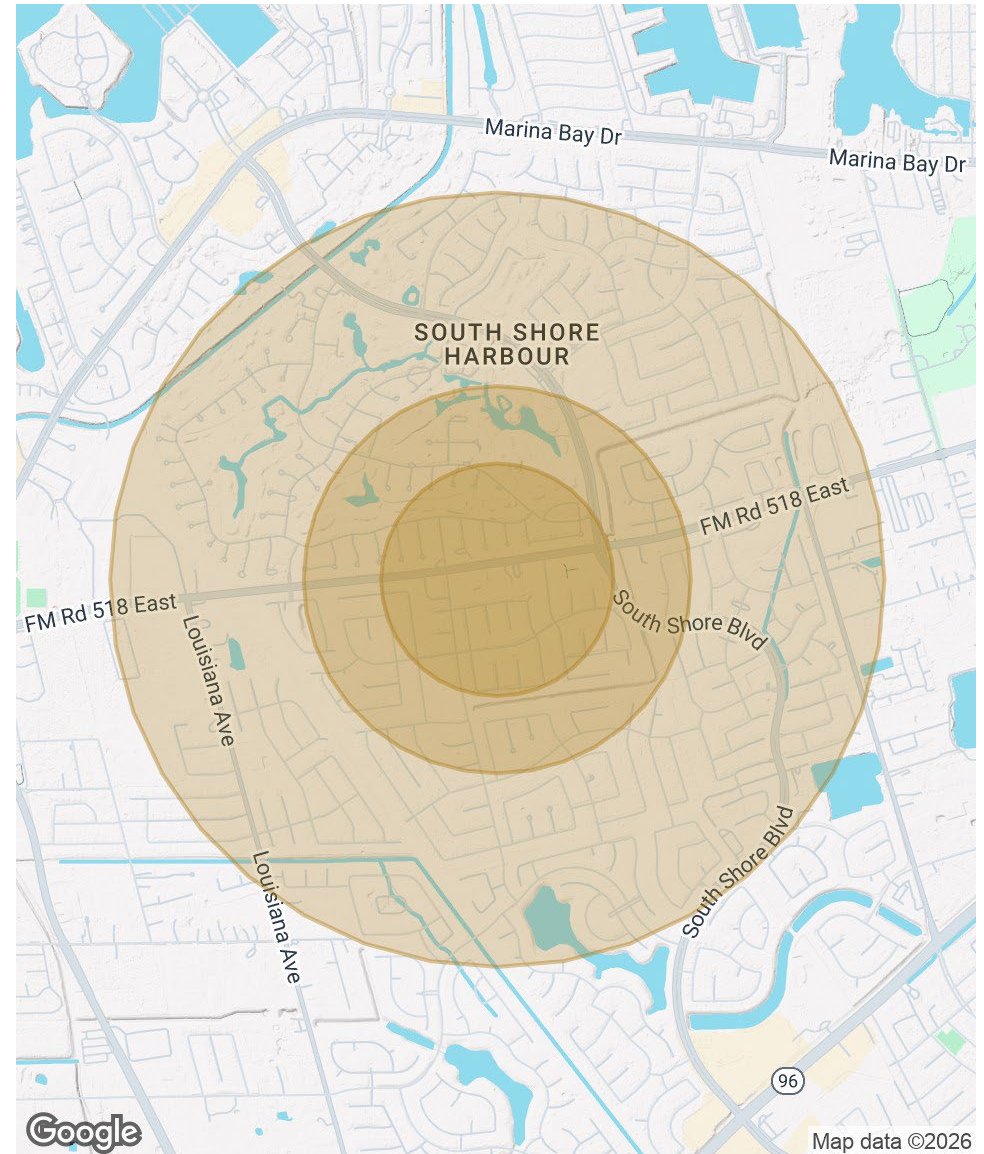 Marina Bay Dr
Marina Bay Dr
SOUTH SHORE
HARBOUR
FM Rd 518 East
FM Rd 518 East
South Shore Blvd
Louisiana Ave
South Shore Blvd
Louisiana Ave
96
Google
Map data ©2026